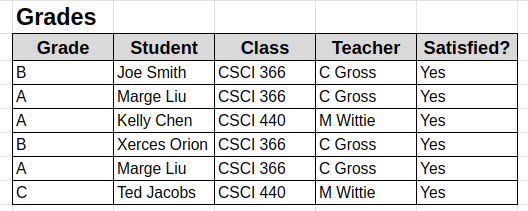 Grades
Grade Student Class Teacher Satisfied?
B Joe Smith CSCI 366 C Gross Yes
A Marge Liu CSCI 366 C Gross Yes
A Kelly Chen CSCI 440 M Wittie Yes
B Xerces Orion CSCI 366 C Gross Yes
A Marge Liu CSCI 366 C Gross Yes
C Ted Jacobs CSCI 440 M Wittie Yes